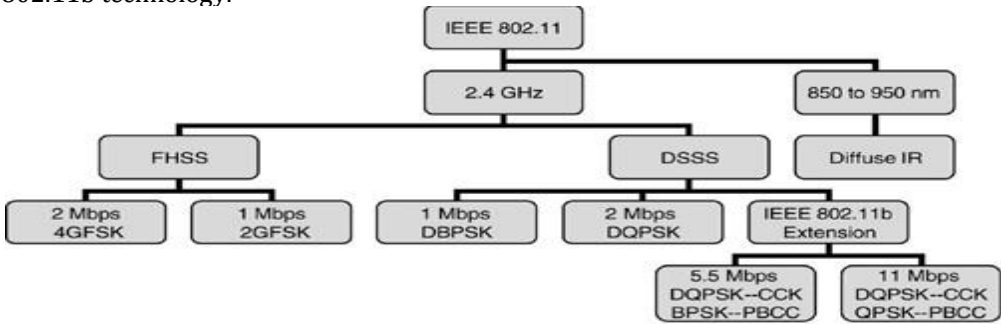 802.11b technology.
IEEE 802.11
2.4 GHz
850 to 950 nm
FHSS
DSSS
Diffuse IR
2 Mbps
4GFSK
1 Mbps
2GFSK
1 Mbps
DBPSK
2 Mbps
DQPSK
IEEE 802.11b
Extension
5.5 Mbps
DQPSK--CCK
BPSK--PBCC
11 Mbps
DQPSK--CCK
QPSK--PBCC